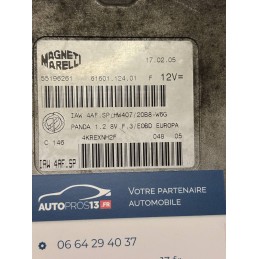 MAGNETI
MARELLI
17.02.05
55196261 61601.124.01 F 12V=
IAW 4AF.SP/HW407/2088-W6G
PANDA 1.2 8V F.3/EOBD EUROPA
4KREXNH2F 048 05
C 146
IAW 4AF.SP
AUTOPROS13.FR
VOTRE PARTENAIRE
AUTOMOBILE
06 64 29 40 37